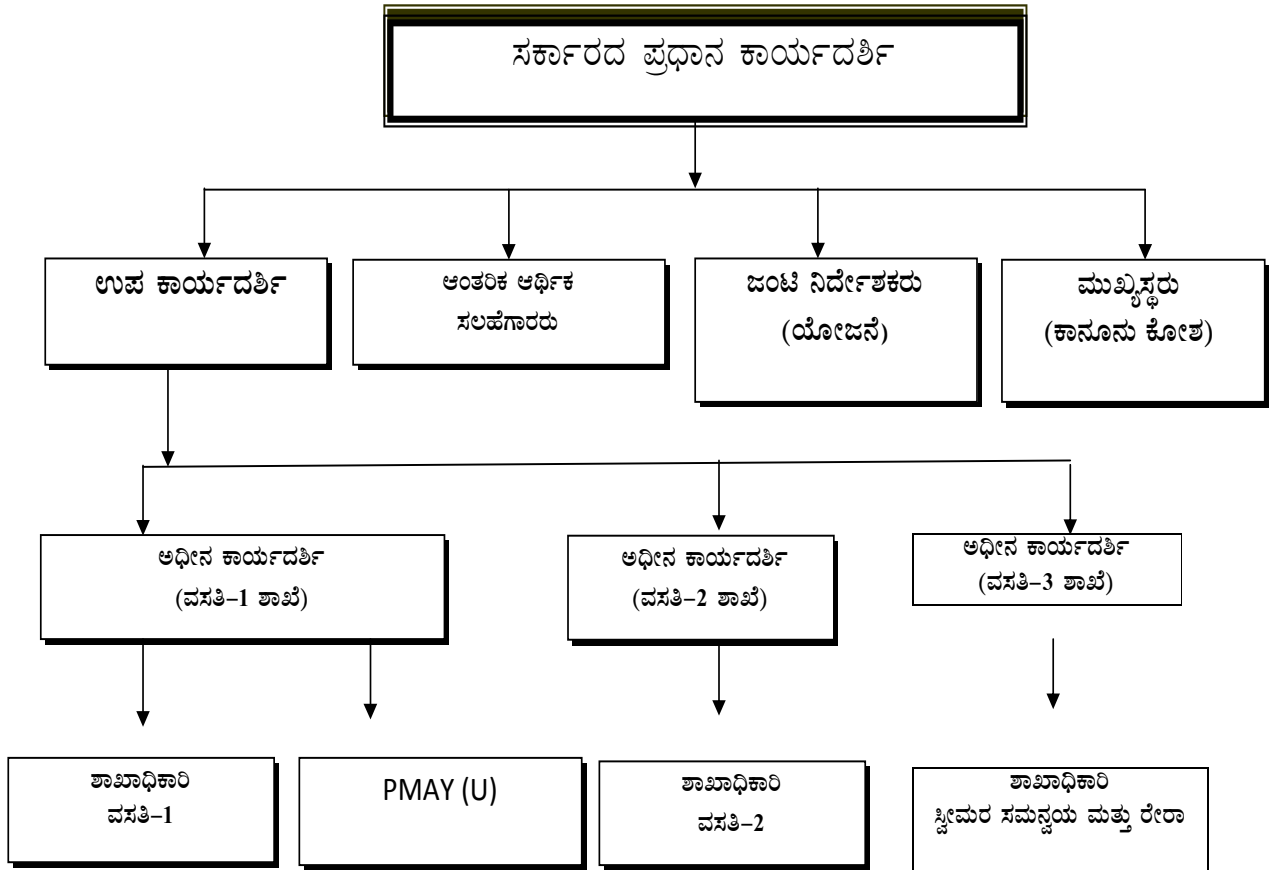 ಸರ್ಕಾರದ ಪ್ರಧಾನ ಕಾರ್ಯದರ್ಶಿ
ಉಪ ಕಾರ್ಯದರ್ಶಿ
ಆಂತರಿಕ ಆರ್ಥಿಕ
ಸಲಹೆಗಾರರು
ಜಂಟಿ ನಿರ್ದೇಶಕರು
(ಯೋಜನೆ)
ಮುಖ್ಯಸ್ಥರು
(ಕಾನೂನು ಕೋಶ)
ಅಧೀನ ಕಾರ್ಯದರ್ಶಿ
(ವಸತಿ-1 ಶಾಖೆ)
ಅಧೀನ ಕಾರ್ಯದರ್ಶಿ
(ವಸತಿ-2 ಶಾಖೆ)
ಅಧೀನ ಕಾರ್ಯದರ್ಶಿ
(ವಸತಿ-3 ಶಾಖೆ)
ಶಾಖಾಧಿಕಾರಿ
ವಸತಿ-1
PMAY (U)
ಶಾಖಾಧಿಕಾರಿ
ವಸತಿ-2
ಶಾಖಾಧಿಕಾರಿ
ಸ್ವೀಮರ ಸಮನ್ವಯ ಮತ್ತು ರೇರಾ